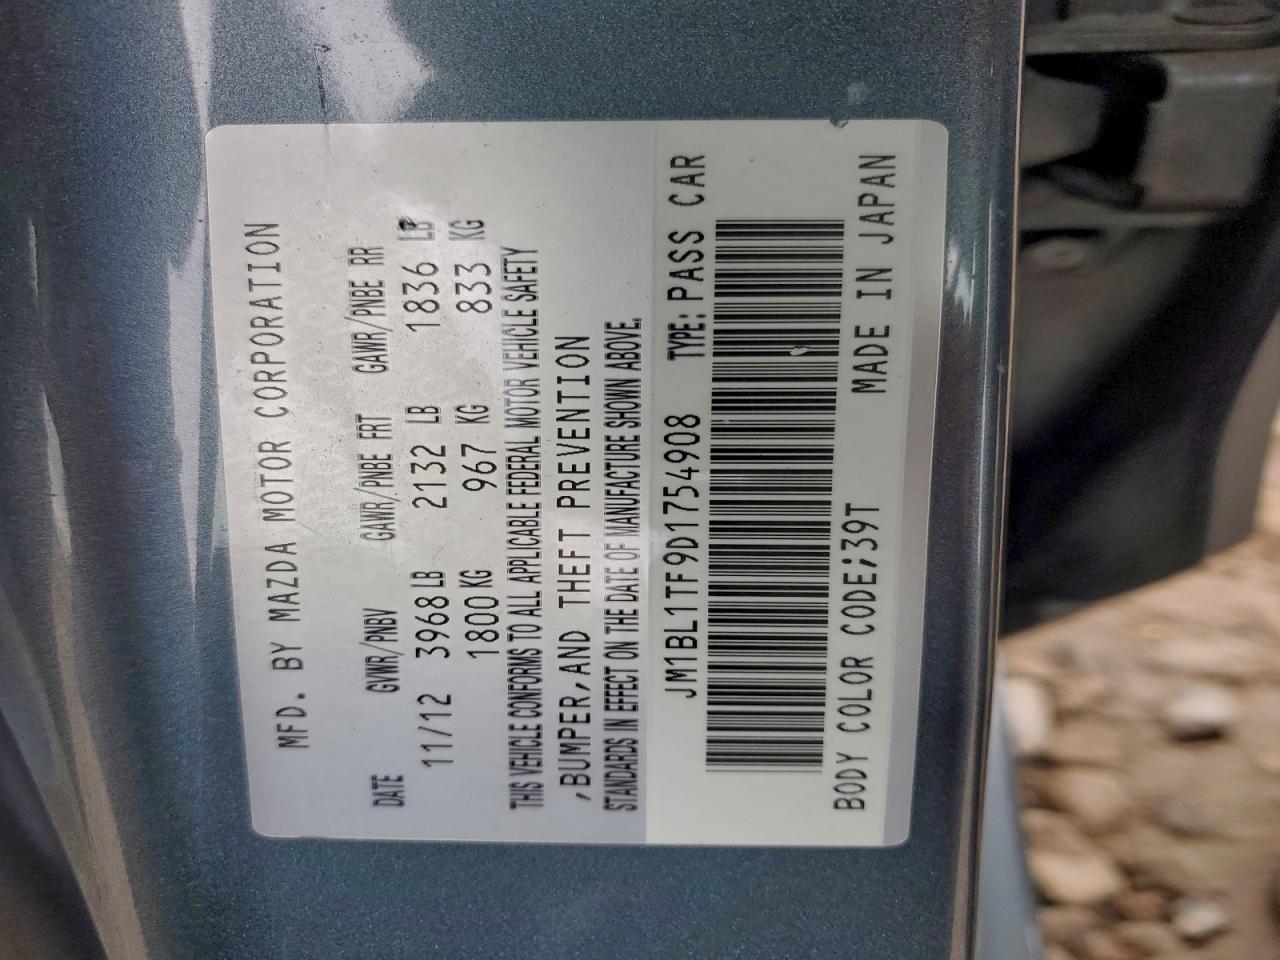 MFD. BY MAZDA MOTOR CORPORATION
DATE GVWR/PNBV GAWR/PNBE FRT GAWR/PNBE RR
11/12 3968 LB 2132 LB 1836 LB
1800 KG 967 KG 833 KG
THIS VEHICLE CONFORMS TO ALL APPLICABLE FEDERAL MOTOR VEHICLE SAFETY
,BUMPER,AND THEFT PREVENTION
STANDARDS IN EFFECT ON THE DATE OF MANUFACTURE SHOWN ABOVE.
JM1BL1TF9D1754908 TYPE: PASS CAR
BODY COLOR CODE;39T MADE IN JAPAN